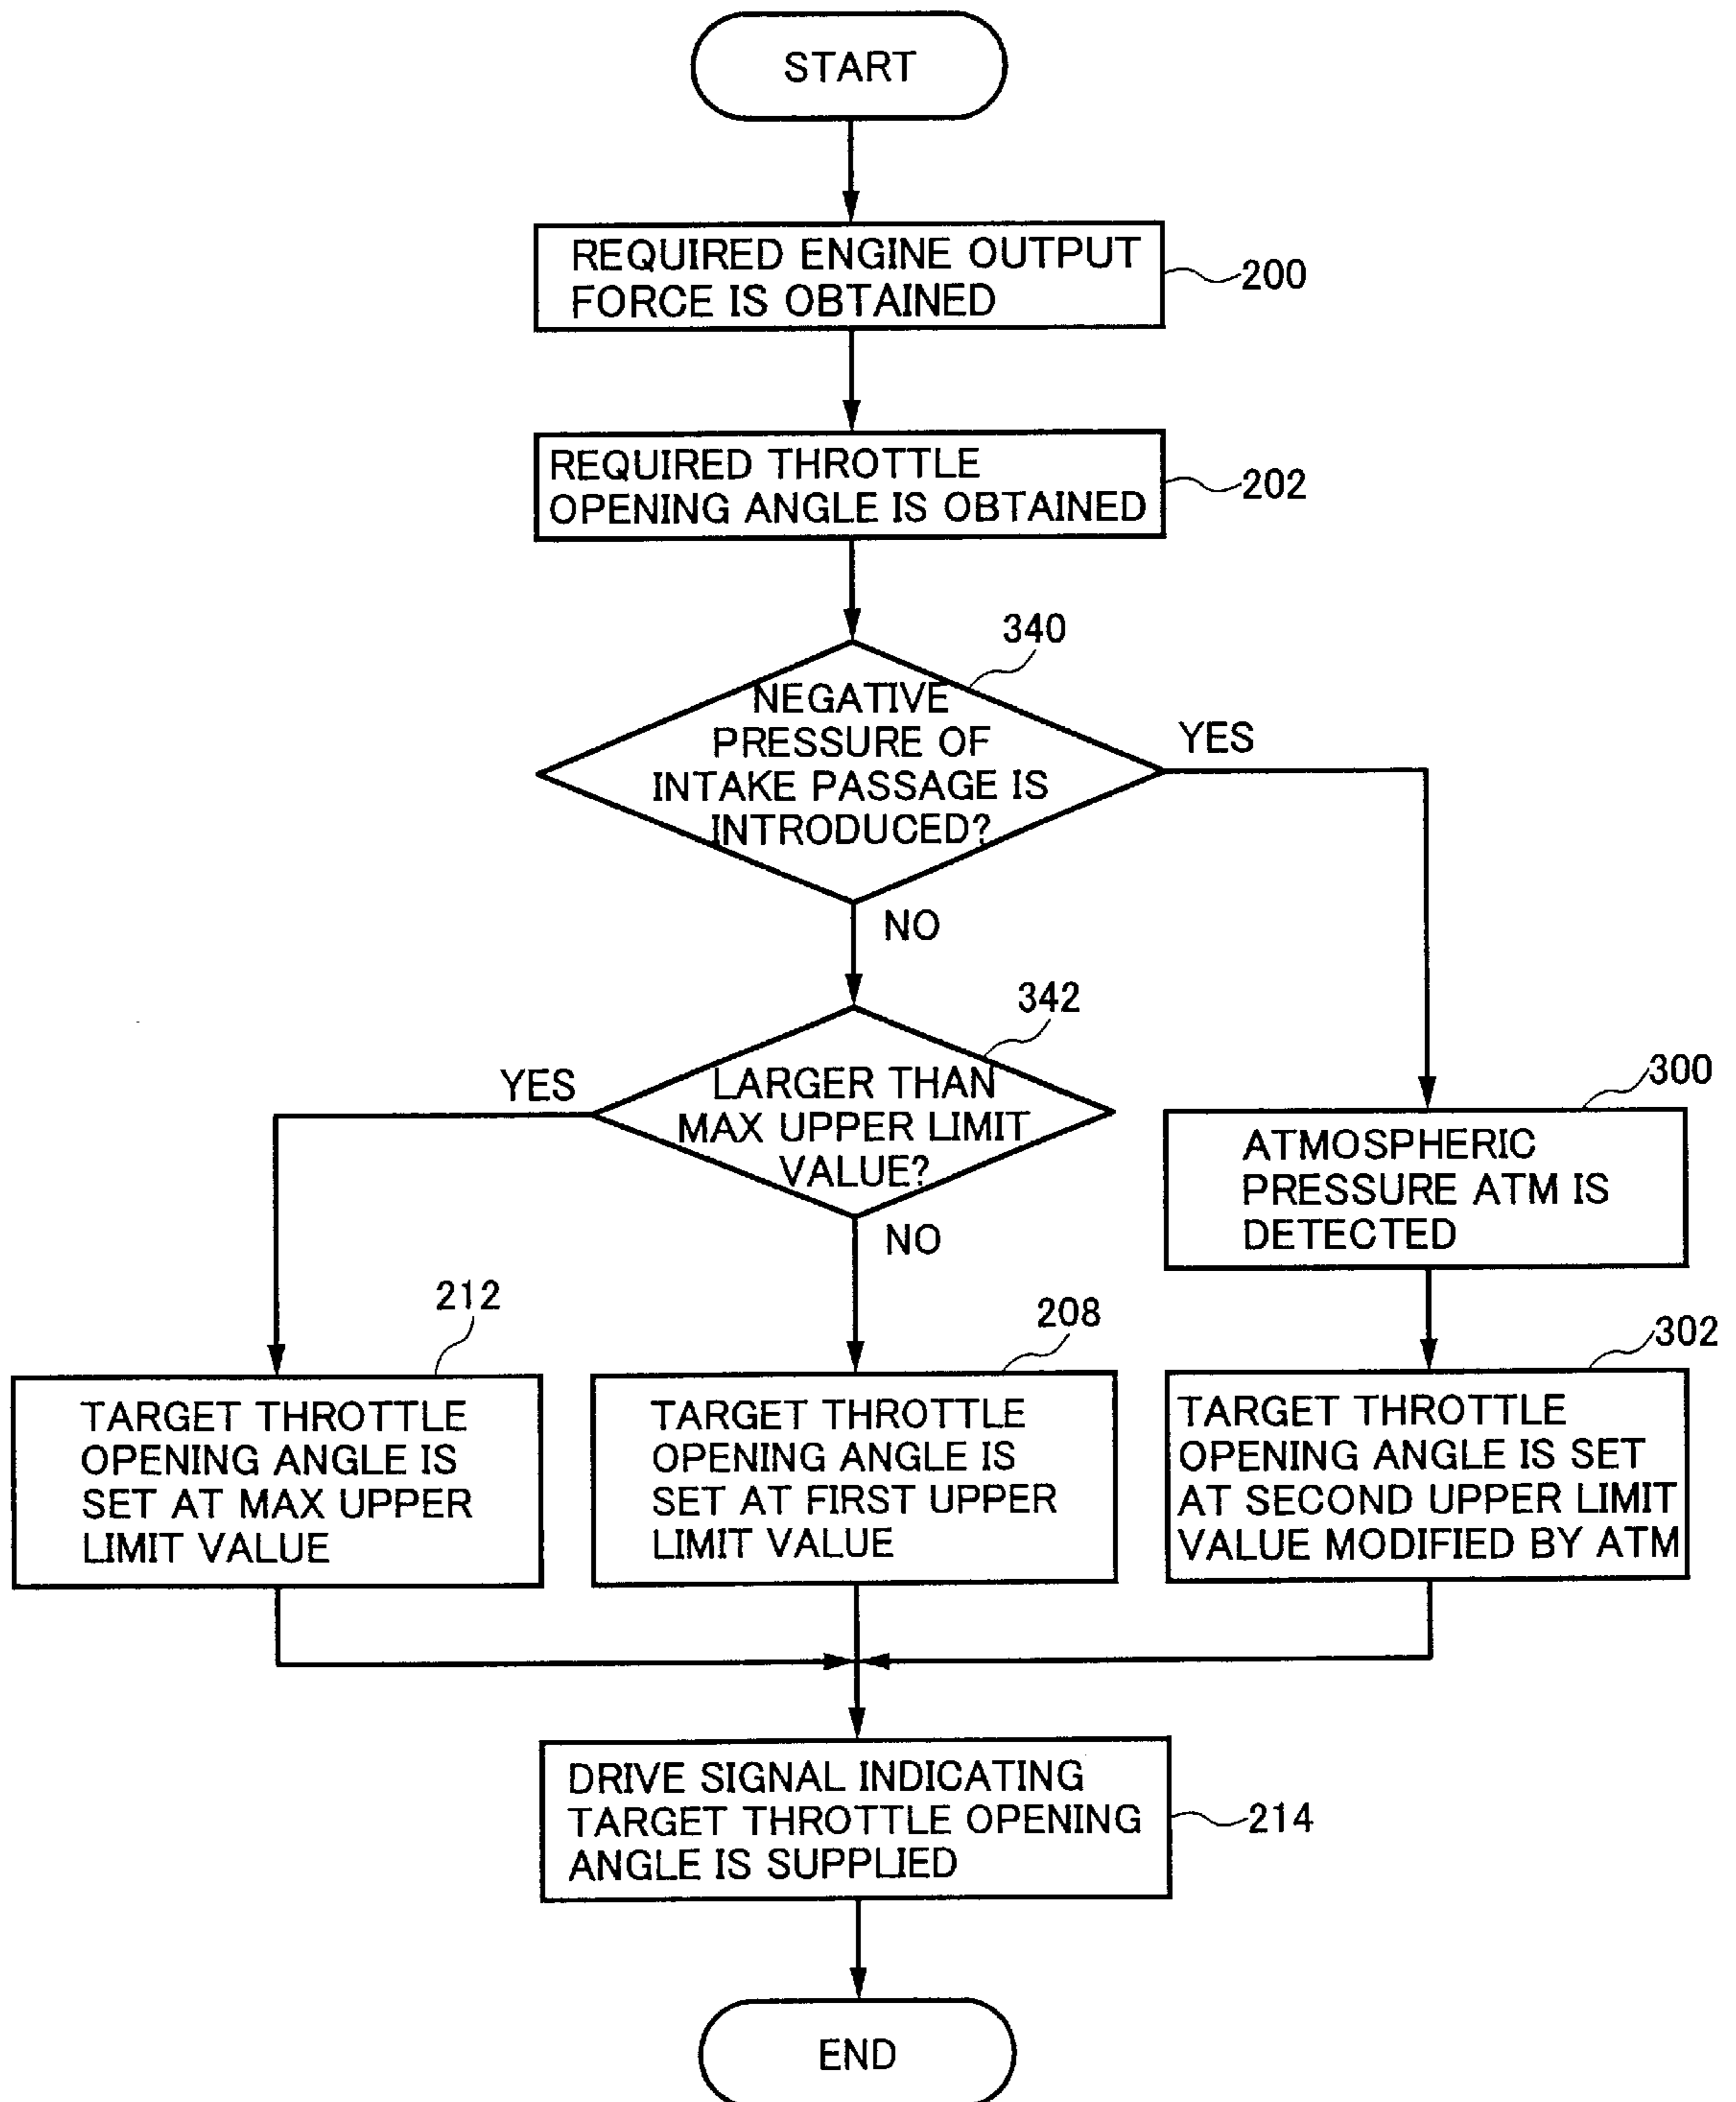 START
REQUIRED ENGINE OUTPUT
FORCE IS OBTAINED
200
REQUIRED THROTTLE
OPENING ANGLE IS OBTAINED
202
340
NEGATIVE
PRESSURE OF
INTAKE PASSAGE IS
INTRODUCED?
YES
NO
342
LARGER THAN
MAX UPPER LIMIT
VALUE?
YES
NO
300
ATMOSPHERIC
PRESSURE ATM IS
DETECTED
212
TARGET THROTTLE
OPENING ANGLE IS
SET AT MAX UPPER
LIMIT VALUE
208
TARGET THROTTLE
OPENING ANGLE IS
SET AT FIRST UPPER
LIMIT VALUE
302
TARGET THROTTLE
OPENING ANGLE IS SET
AT SECOND UPPER LIMIT
VALUE MODIFIED BY ATM
DRIVE SIGNAL INDICATING
TARGET THROTTLE OPENING
ANGLE IS SUPPLIED
214
END